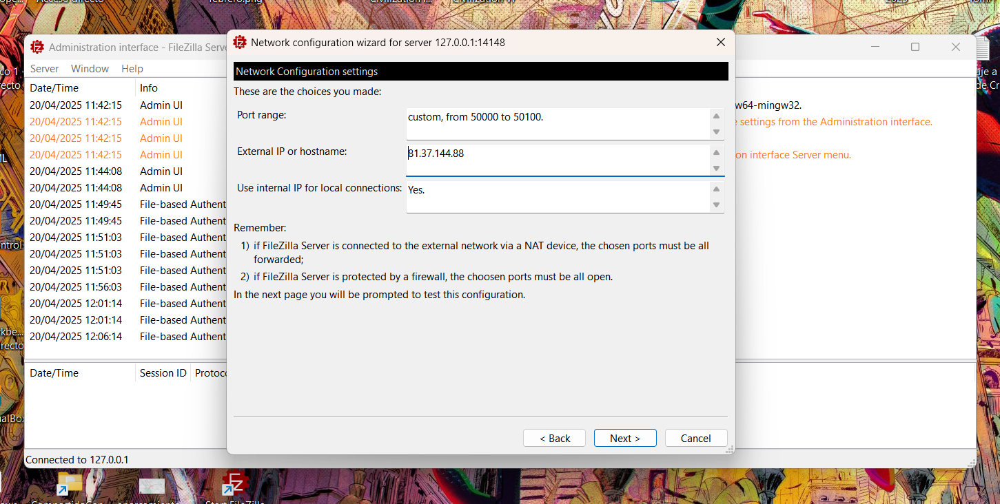 Acceso directo
febrero.png
Civilization VI
2025
Administration interface - FileZilla Serve
Network configuration wizard for server 127.0.0.1:14148
Server Window Help
Network Configuration settings
These are the choices you made:
Date/Time Info
20/04/2025 11:42:15 Admin UI
w64-mingw32.
20/04/2025 11:42:15 Admin UI
settings from the Administration interface.
20/04/2025 11:42:15 Admin UI
20/04/2025 11:42:15 Admin UI
on interface Server menu.
20/04/2025 11:44:08 Admin UI
20/04/2025 11:44:08 Admin UI
20/04/2025 11:49:45 File-based Authent
20/04/2025 11:49:45 File-based Authent
20/04/2025 11:51:03 File-based Authent
20/04/2025 11:51:03 File-based Authent
20/04/2025 11:51:03 File-based Authent
20/04/2025 11:56:03 File-based Authent
20/04/2025 12:01:14 File-based Authent
20/04/2025 12:01:14 File-based Authent
20/04/2025 12:06:14 File-based Authent
Port range: custom, from 50000 to 50100.
External IP or hostname: 81.37.144.88
Use internal IP for local connections: Yes.
Remember:
1) if FileZilla Server is connected to the external network via a NAT device, the chosen ports must be all
forwarded;
2) if FileZilla Server is protected by a firewall, the choosen ports must be all open.
In the next page you will be prompted to test this configuration.
Date/Time Session ID Protoco
< Back Next > Cancel
Connected to 127.0.0.1
Start FileZilla